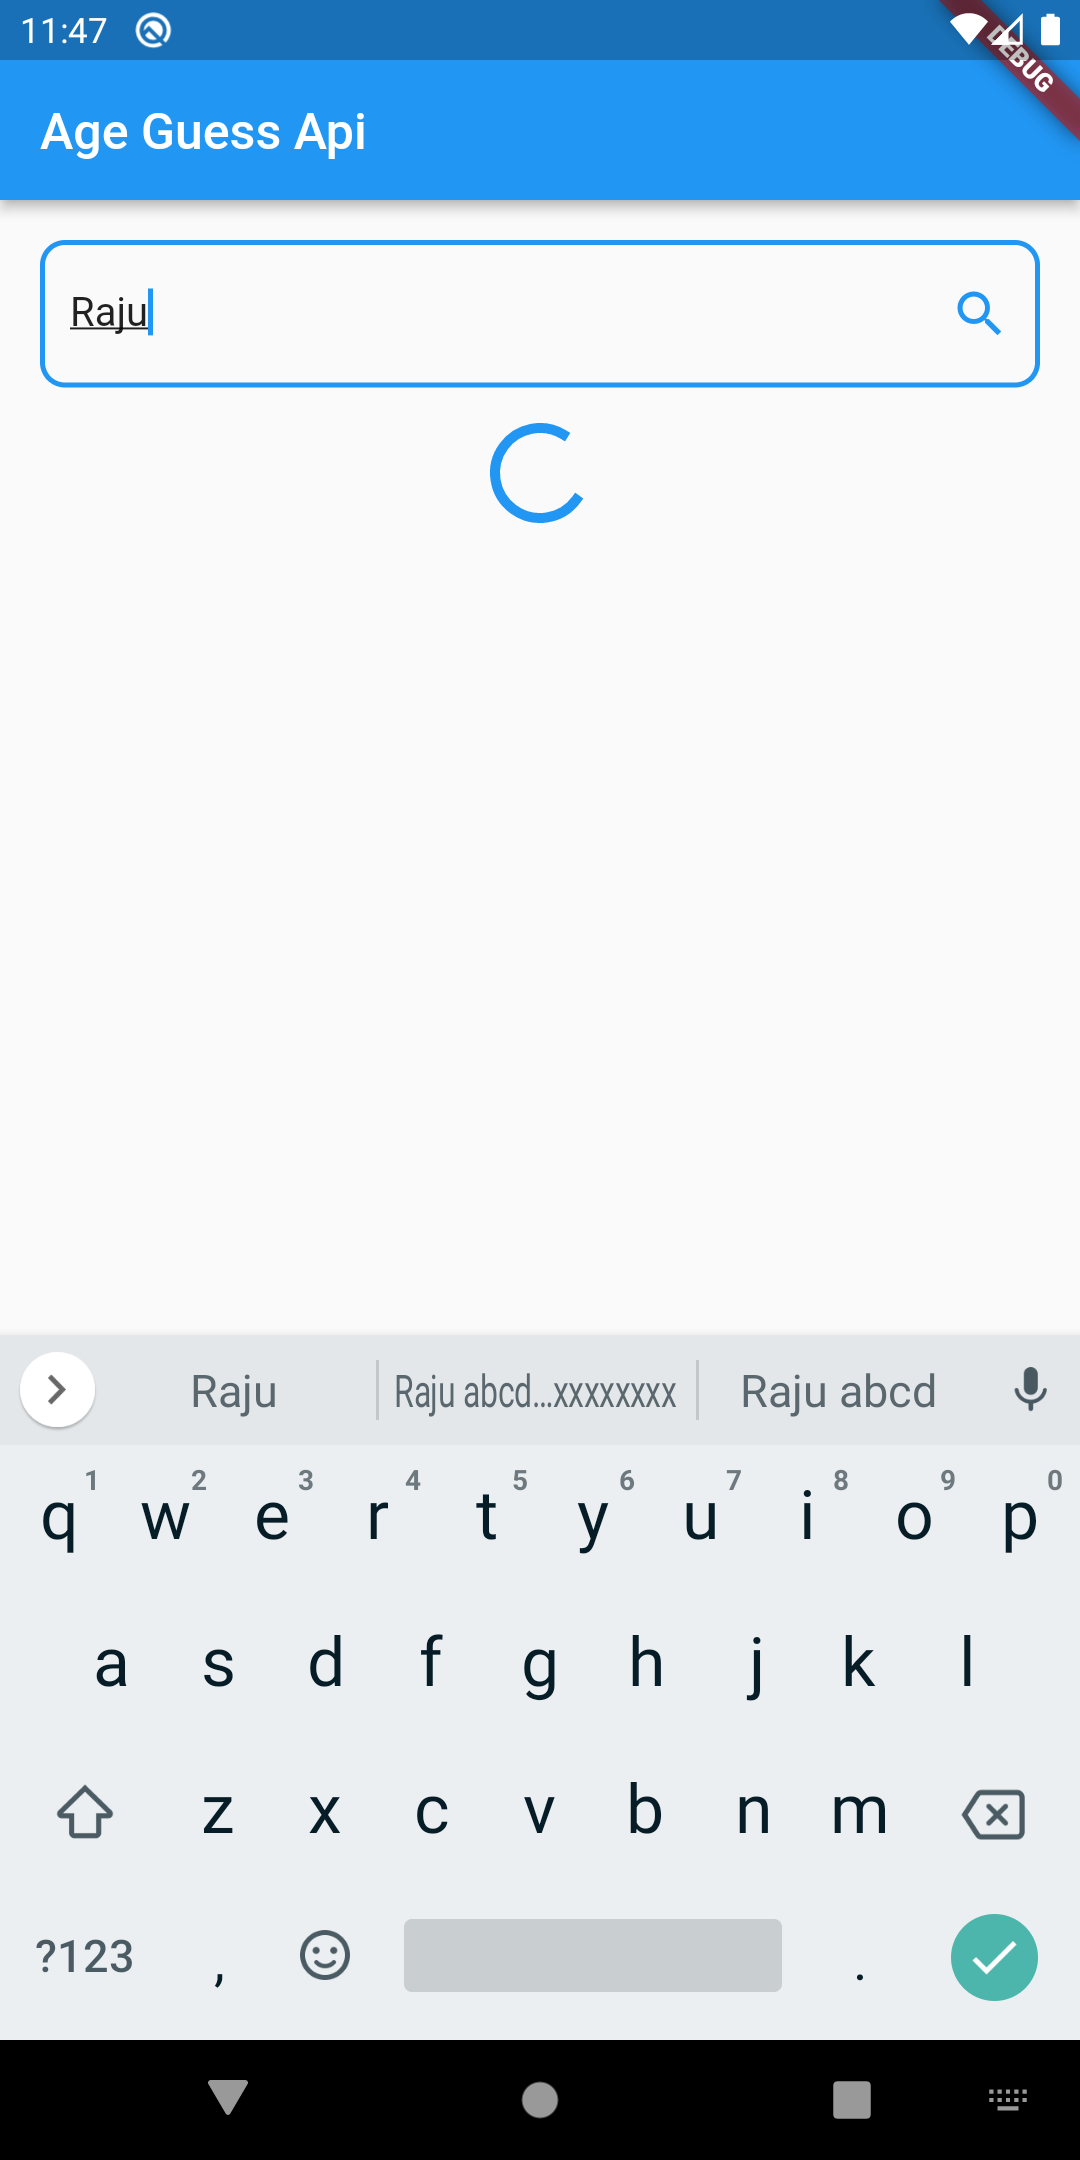 11:47
DEBUG
Age Guess Api
Raju
Raju Raju abcd...xxxxxxxx Raju abcd
1 2 3 4 5 6 7 8 9 0
q w e r t y u i o p
a s d f g h j k l
z x c v b n m
?123 , .